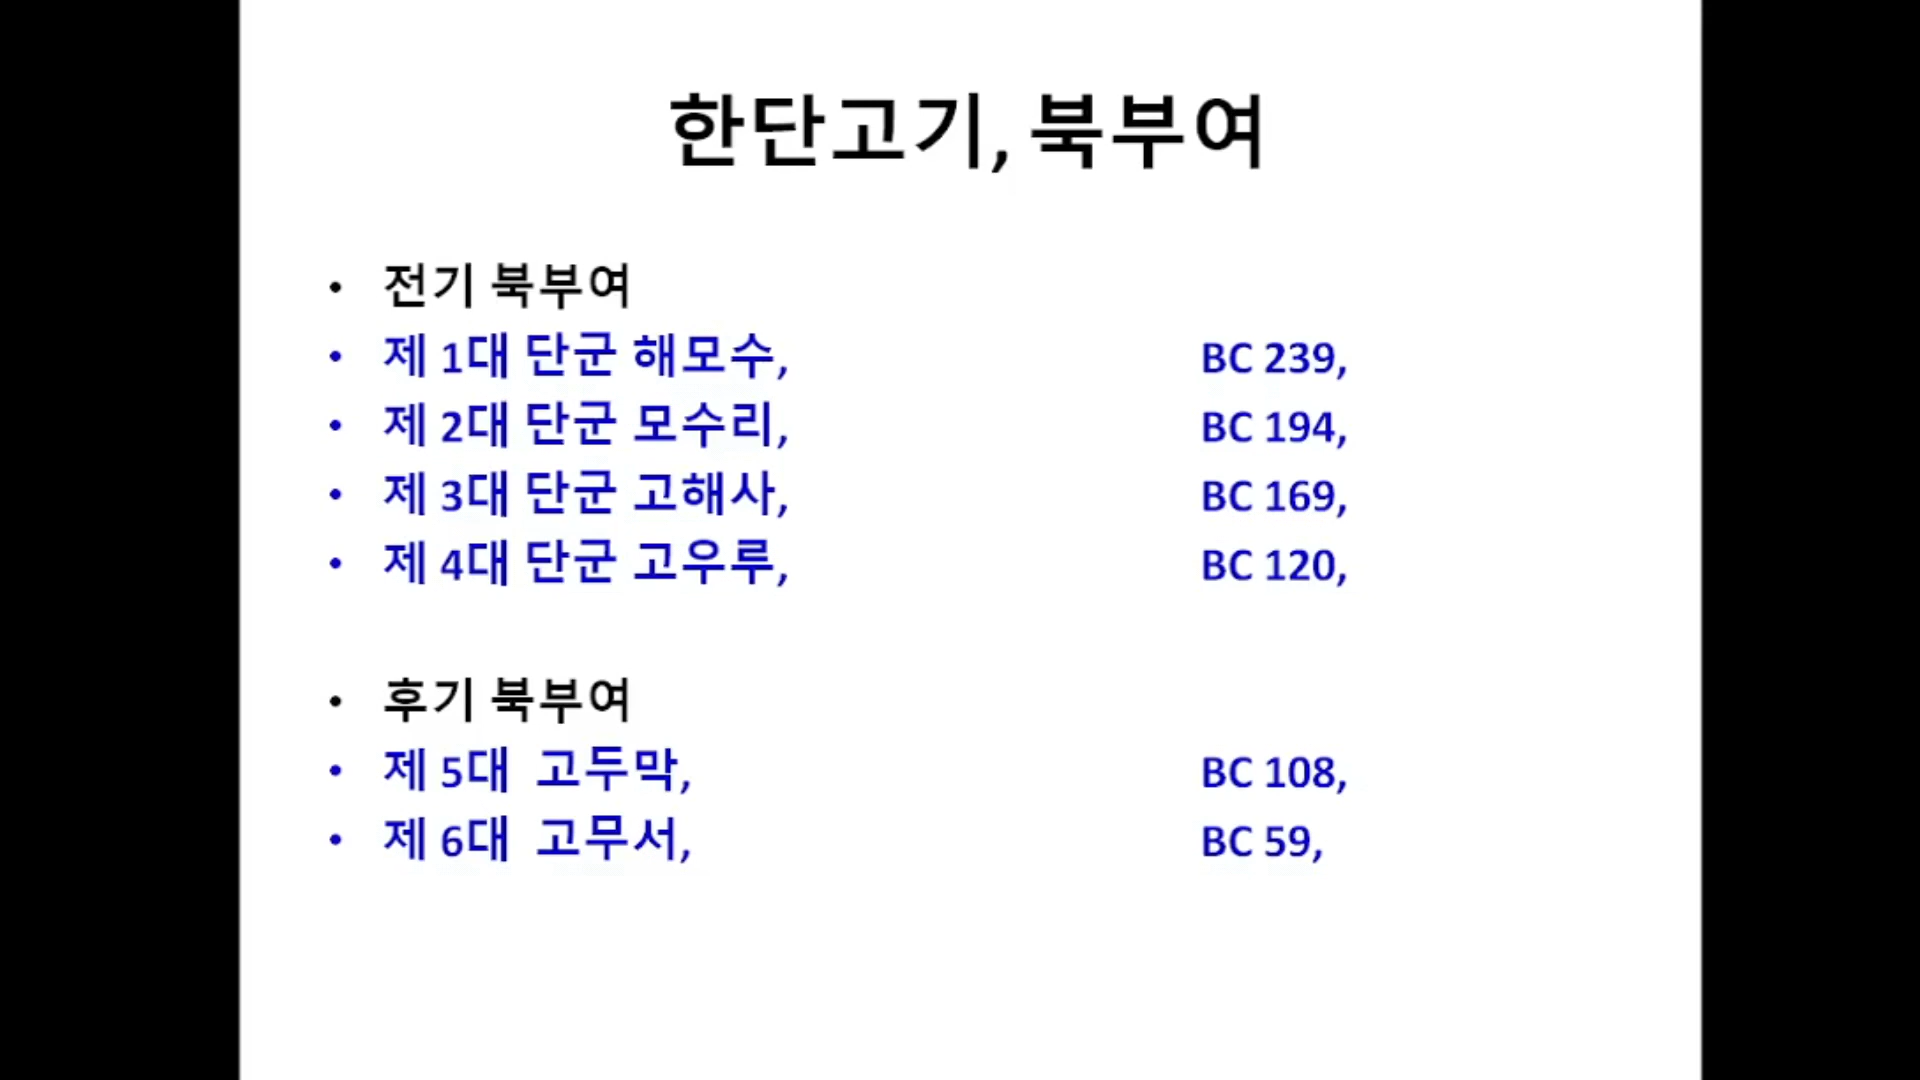 한단고기, 북부여
• 전기 북부여
• 제 1대 단군 해모수, BC 239,
• 제 2대 단군 모수리, BC 194,
• 제 3대 단군 고해사, BC 169,
• 제 4대 단군 고우루, BC 120,
• 후기 북부여
• 제 5대 고두막, BC 108,
• 제 6대 고무서, BC 59,